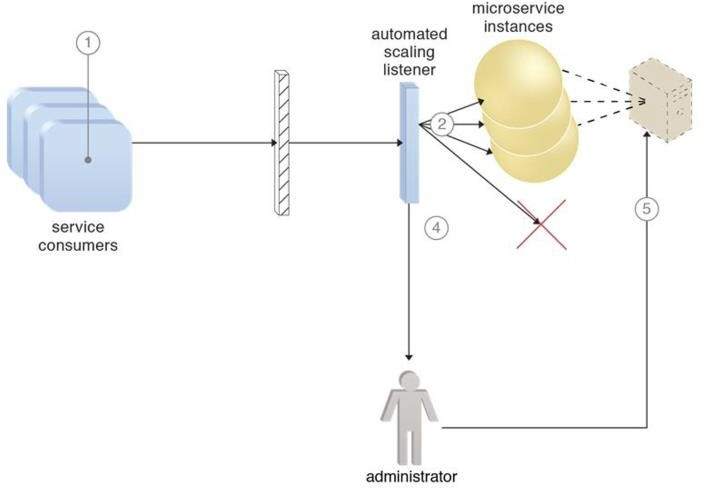 microservice
instances
automated
scaling
listener
1
2
service
consumers
4
5
administrator